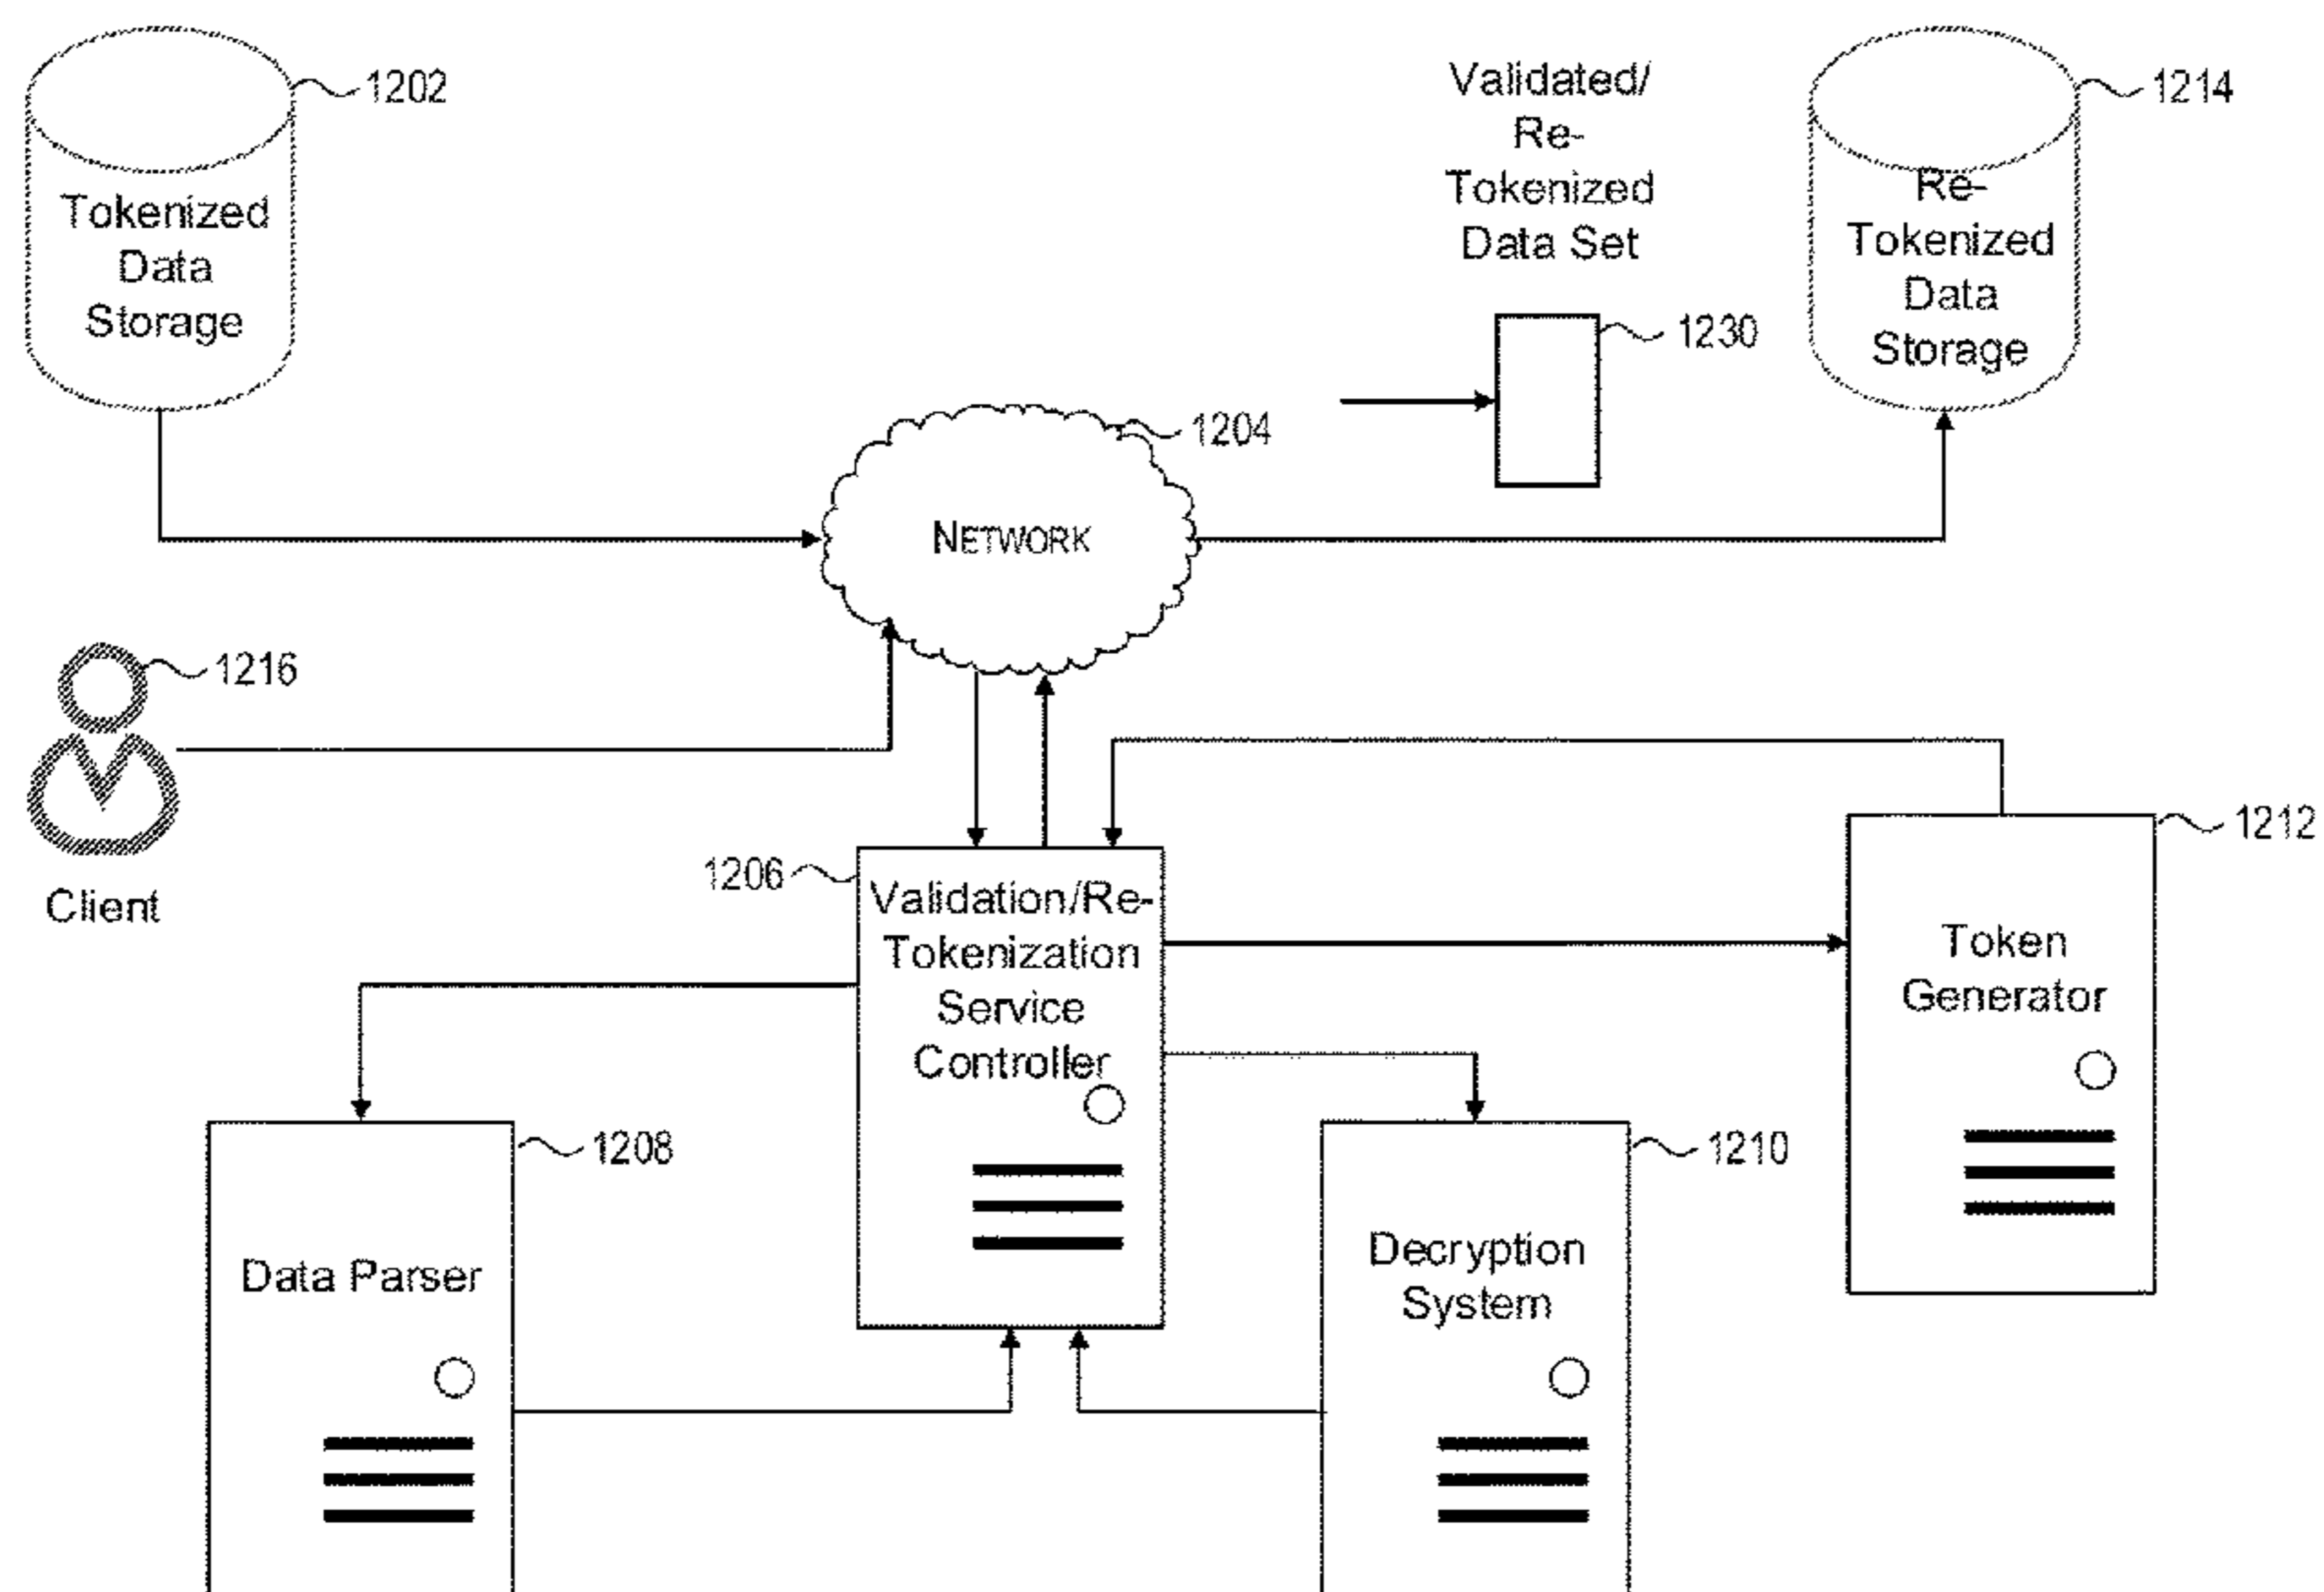 1202
Tokenized
Data
Storage
Validated/
Re-
Tokenized
Data Set
1230
1214
Re-
Tokenized
Data
Storage
1204
NETWORK
1216
Client
1206
Validation/Re-
Tokenization
Service
Controller
1212
Token
Generator
1208
Data Parser
1210
Decryption
System